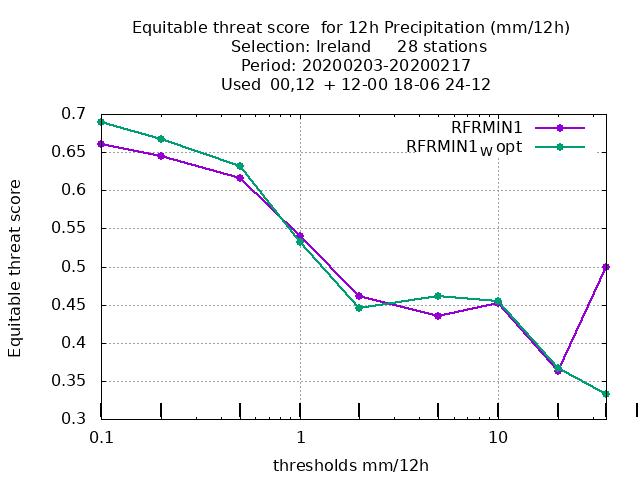 Equitable threat score  for 12h Precipitation (mm/12h)
Selection: Ireland     28 stations
Period: 20200203-20200217
Used  00,12  + 12-00 18-06 24-12
RFRMIN1
RFRMIN1W opt
Equitable threat score
0.7
0.65
0.6
0.55
0.5
0.45
0.4
0.35
0.3
0.1 1 10
thresholds mm/12h